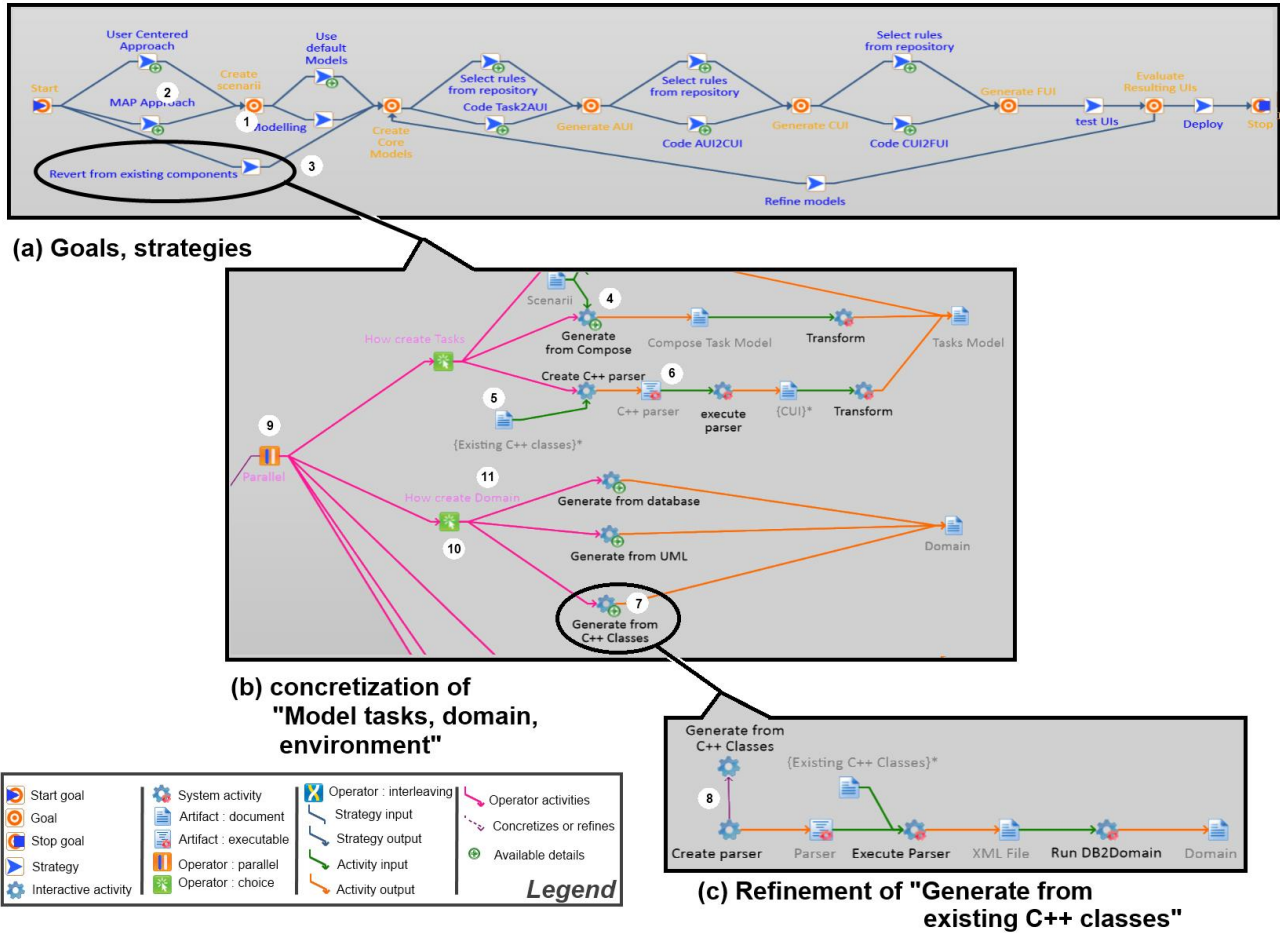 User Centered
Approach
Use
default
Models
Select rules
from repository
Start
Create
scenarii
Evaluate
Resulting UIs
2
MAP Approach
Select rules
from repository
Select rules
from repository
Generate FUI
Code Task2AUI
1
Modelling
Create
Core
Models
Generate AUI
Generate CUI
test UIs
Deploy
Stop
Code AUI2CUI
Code CUI2FUI
3
Revert from existing components
Refine models
(a) Goals, strategies
Scenarii
4
Generate
from Compose
Compose Task Model
Transform
Tasks Model
How create Tasks
Create C++ parser
6
5
C++ parser
execute
parser
{CUI}*
Transform
{Existing C++ classes}*
9
Parallel
11
How create Domain
Generate from database
10
Generate from UML
Domain
7
Generate from
C++ Classes
(b) concretization of
"Model tasks, domain,
environment"
Generate from
C++ Classes
{Existing C++ Classes}*
8
Create parser
Parser
Execute Parser
XML File
Run DB2Domain
Domain
(c) Refinement of "Generate from
existing C++ classes"
Start goal
Goal
Stop goal
Strategy
Interactive activity
System activity
Artifact : document
Artifact : executable
Operator : parallel
Operator : choice
Operator : interleaving
Strategy input
Strategy output
Activity input
Activity output
Operator activities
Concretizes or refines
Available details
Legend